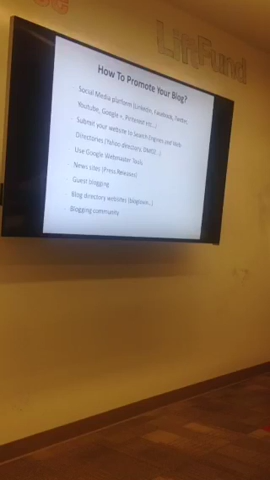 LinFund
How To Promote Your Blog?
Social Media platform (Linkedin, Facebook, Twitter,
Youtube, Google+, Pinterest etc...)
Submit your website to Search Engines and Web
Directories (Yahoo directory, DMOZ...)
Use Google Webmaster Tools
News sites (Press Releases)
Guest blogging
Blog directory websites
Blogging community